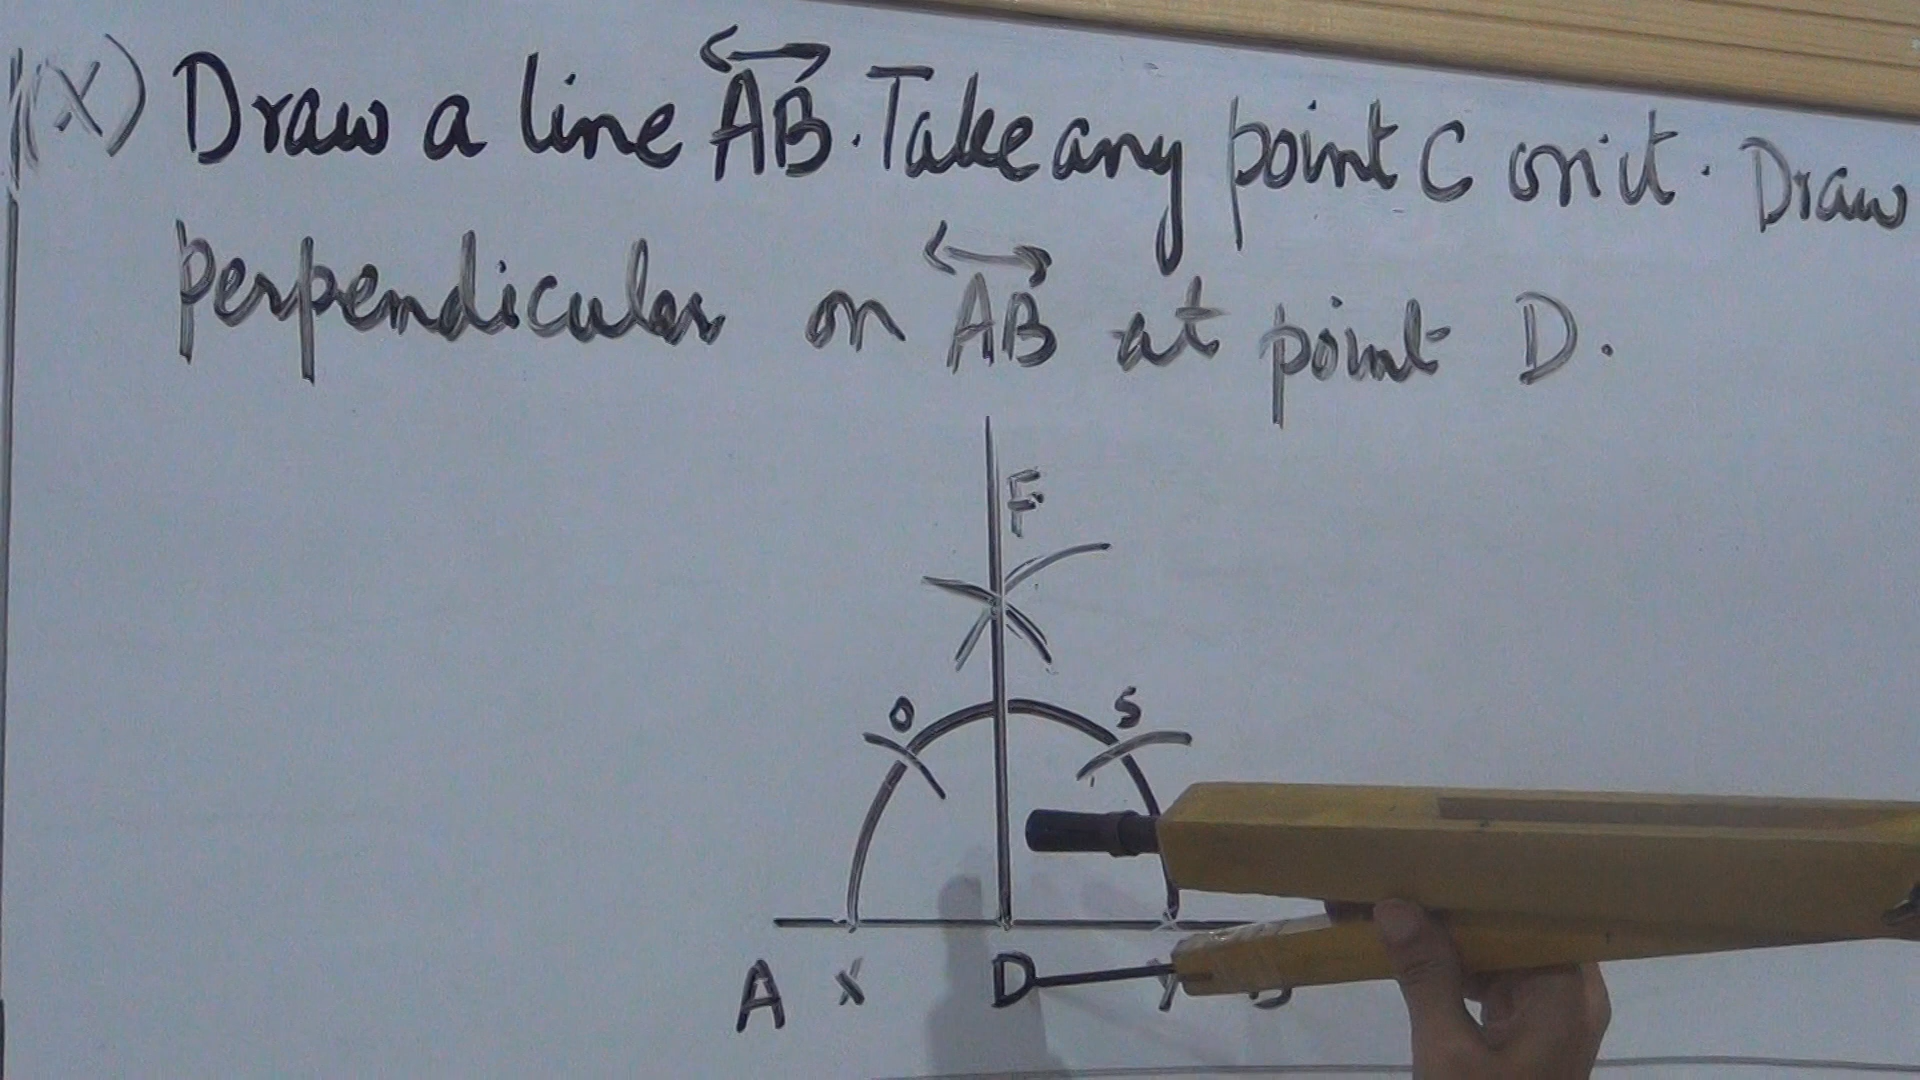 (X) Draw a line AB. Take any point C on it. Draw
perpendicular on AB at point D.
F
O S
A X D Y B